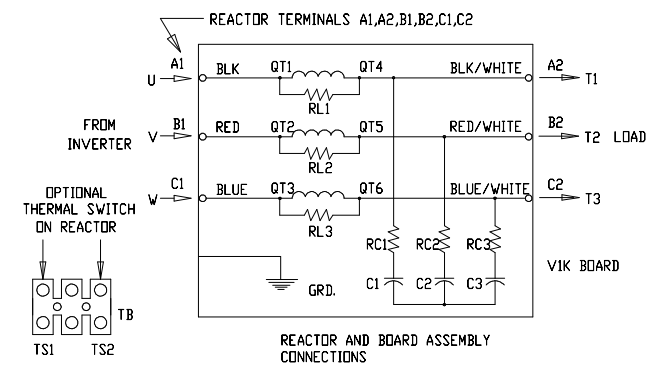 REACTOR TERMINALS A1,A2,B1,B2,C1,C2
A1 BLK QT1 QT4 BLK/WHITE A2
U T1
RL1
FROM INVERTER
B1 RED QT2 QT5 RED/WHITE B2
V T2 LOAD
RL2
OPTIONAL
THERMAL SWITCH
ON REACTOR
C1 BLUE QT3 QT6 BLUE/WHITE C2
W T3
RL3
RC1 RC2 RC3
V1K BOARD
C1 C2 C3
GRD.
TB
TS1 TS2
REACTOR AND BOARD ASSEMBLY
CONNECTIONS